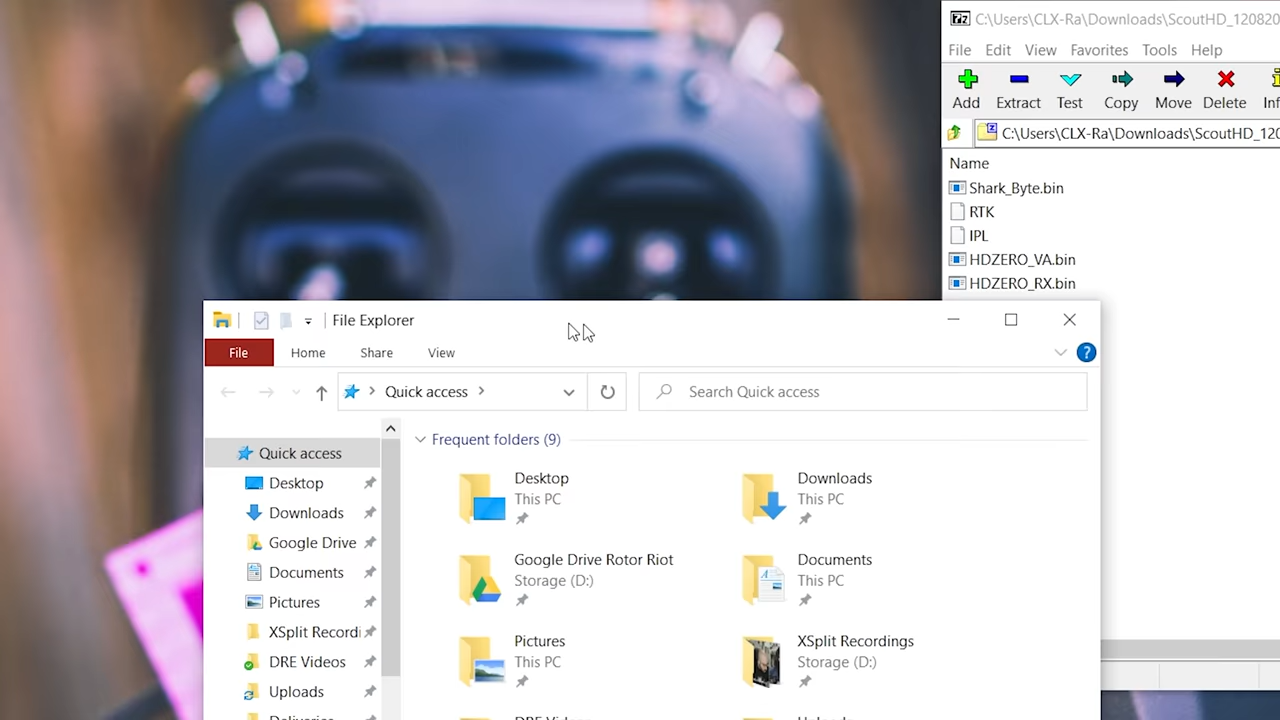 C:\Users\CLX-Ra\Downloads\ScoutHD_120820
File Edit View Favorites Tools Help
Add Extract Test Copy Move Delete
C:\Users\CLX-Ra\Downloads\ScoutHD_120
Name
Shark_Byte.bin
RTK
IPL
HDZERO_VA.bin
HDZERO_RX.bin
File Explorer
File Home Share View
Quick access
Search Quick access
Quick access
Desktop
Downloads
Google Drive
Documents
Pictures
XSplit Recordi
DRE Videos
Uploads
Frequent folders (9)
Desktop
This PC
Downloads
This PC
Google Drive Rotor Riot
Storage (D:)
Documents
This PC
Pictures
This PC
XSplit Recordings
Storage (D:)